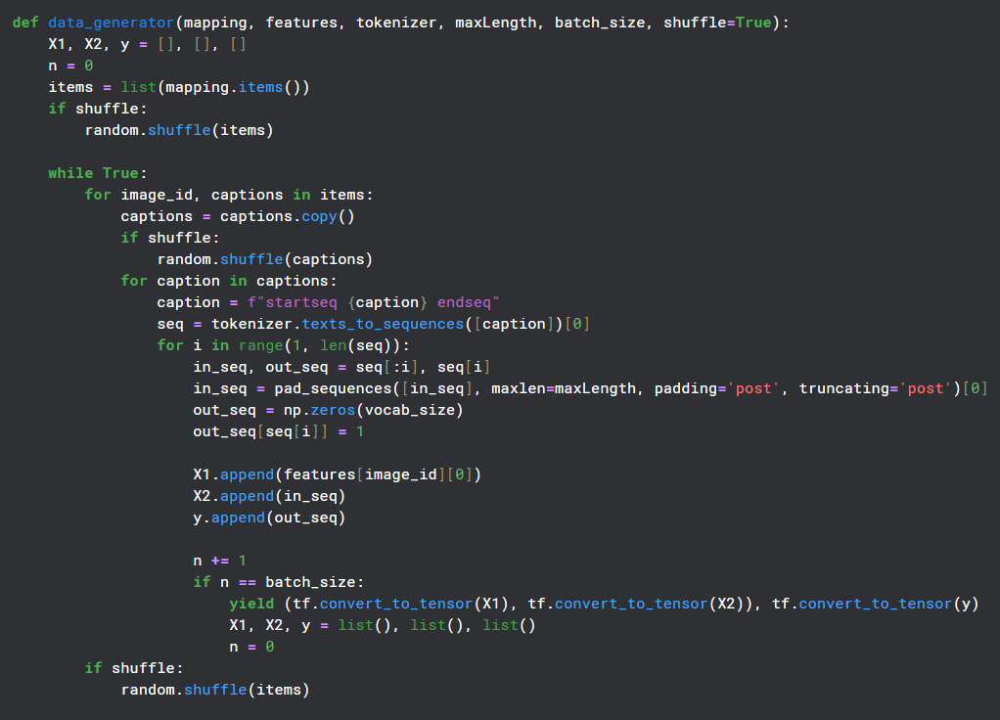 def data_generator(mapping, features, tokenizer, maxLength, batch_size, shuffle=True):
    X1, X2, y = [], [], []
    n = 0
    items = list(mapping.items())
    if shuffle:
        random.shuffle(items)

    while True:
        for image_id, captions in items:
            captions = captions.copy()
            if shuffle:
                random.shuffle(captions)
            for caption in captions:
                caption = f"startseq {caption} endseq"
                seq = tokenizer.texts_to_sequences([caption])[0]
                for i in range(1, len(seq)):
                    in_seq, out_seq = seq[:i], seq[i]
                    in_seq = pad_sequences([in_seq], maxlen=maxLength, padding='post', truncating='post')[0]
                    out_seq = np.zeros(vocab_size)
                    out_seq[seq[i]] = 1

                    X1.append(features[image_id][0])
                    X2.append(in_seq)
                    y.append(out_seq)

                    n += 1
                    if n == batch_size:
                        yield (tf.convert_to_tensor(X1), tf.convert_to_tensor(X2)), tf.convert_to_tensor(y)
                        X1, X2, y = list(), list(), list()
                        n = 0
        if shuffle:
            random.shuffle(items)